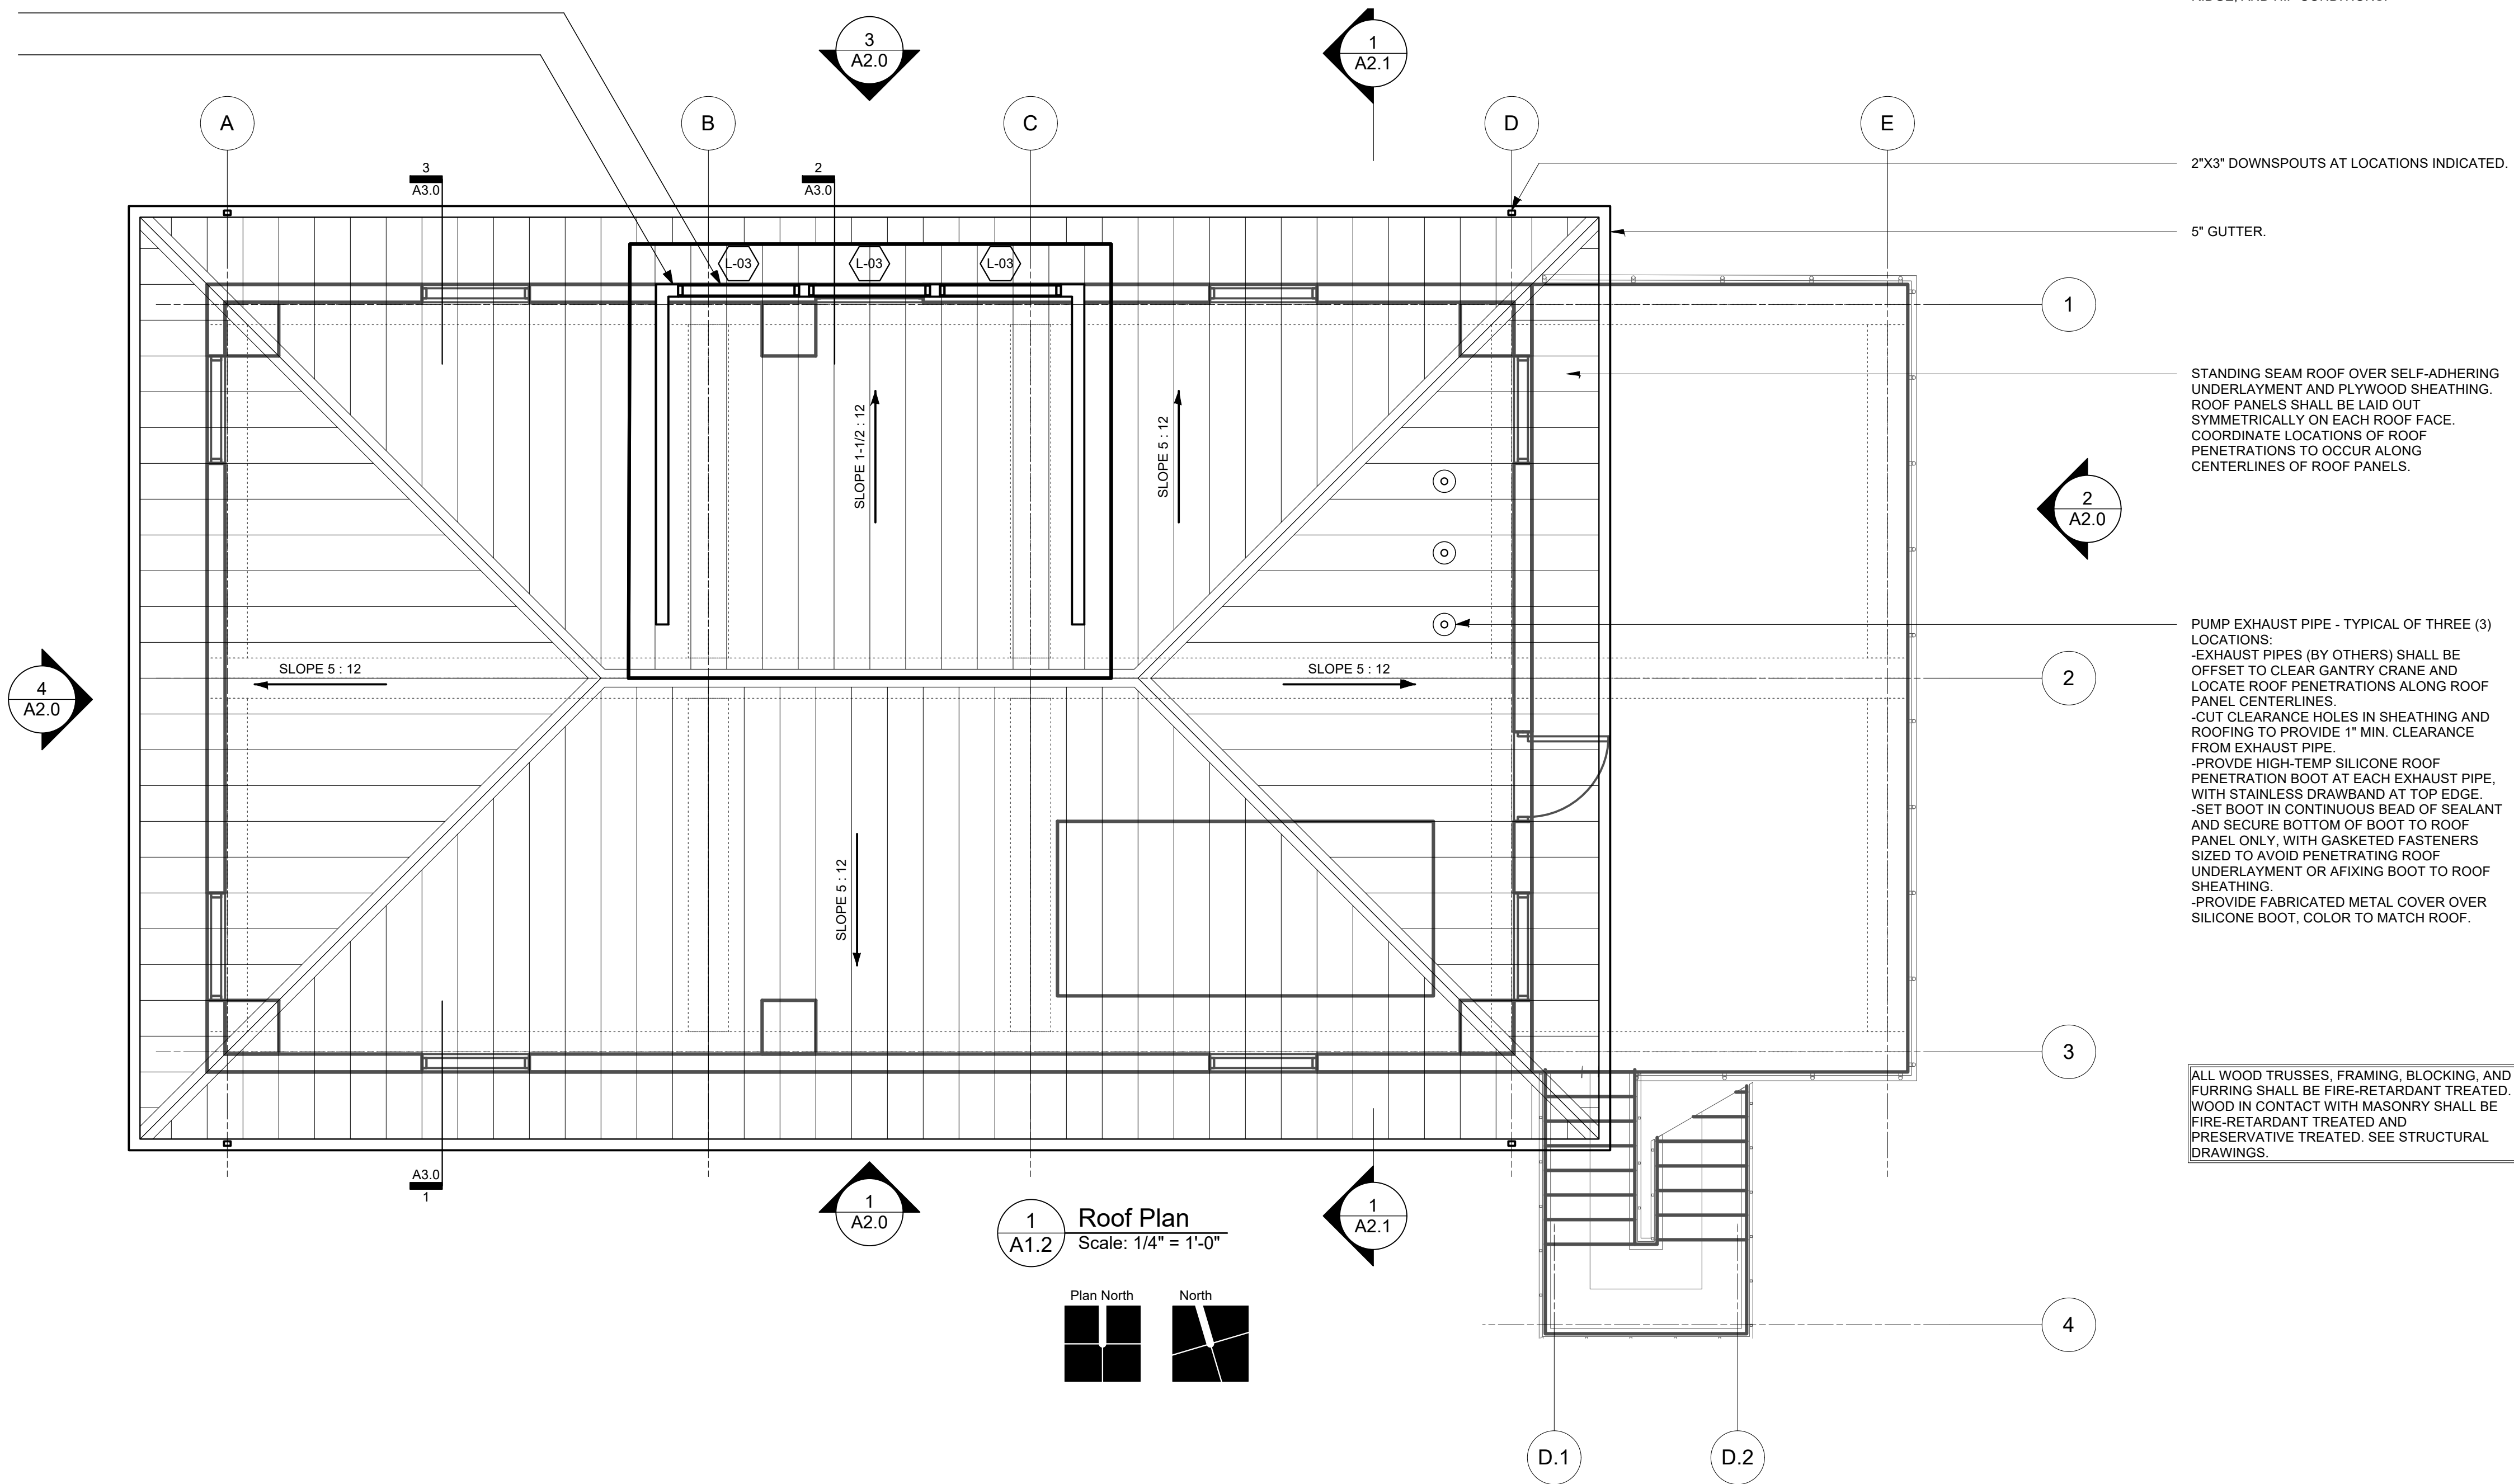 3
A2.0
1
A2.1
A
B
C
D
E
3
A3.0
2
A3.0
2"X3" DOWNSPOUTS AT LOCATIONS INDICATED.
5" GUTTER.
L-03
L-03
L-03
1
STANDING SEAM ROOF OVER SELF-ADHERING
UNDERLAYMENT AND PLYWOOD SHEATHING.
ROOF PANELS SHALL BE LAID OUT
SYMMETRICALLY ON EACH ROOF FACE.
COORDINATE LOCATIONS OF ROOF
PENETRATIONS TO OCCUR ALONG
CENTERLINES OF ROOF PANELS.
SLOPE 1-1/2 : 12
SLOPE 5 : 12
2
A2.0
PUMP EXHAUST PIPE - TYPICAL OF THREE (3)
LOCATIONS:
-EXHAUST PIPES (BY OTHERS) SHALL BE
OFFSET TO CLEAR GANTRY CRANE AND
LOCATE ROOF PENETRATIONS ALONG ROOF
PANEL CENTERLINES.
-CUT CLEARANCE HOLES IN SHEATHING AND
ROOFING TO PROVIDE 1" MIN. CLEARANCE
FROM EXHAUST PIPE.
-PROVDE HIGH-TEMP SILICONE ROOF
PENETRATION BOOT AT EACH EXHAUST PIPE,
WITH STAINLESS DRAWBAND AT TOP EDGE.
-SET BOOT IN CONTINUOUS BEAD OF SEALANT
AND SECURE BOTTOM OF BOOT TO ROOF
PANEL ONLY, WITH GASKETED FASTENERS
SIZED TO AVOID PENETRATING ROOF
UNDERLAYMENT OR AFIXING BOOT TO ROOF
SHEATHING.
-PROVIDE FABRICATED METAL COVER OVER
SILICONE BOOT, COLOR TO MATCH ROOF.
4
A2.0
SLOPE 5 : 12
SLOPE 5 : 12
2
SLOPE 5 : 12
3
ALL WOOD TRUSSES, FRAMING, BLOCKING, AND
FURRING SHALL BE FIRE-RETARDANT TREATED.
WOOD IN CONTACT WITH MASONRY SHALL BE
FIRE-RETARDANT TREATED AND
PRESERVATIVE TREATED. SEE STRUCTURAL
DRAWINGS.
A3.0
1
1
A2.0
1
A1.2
Roof Plan
Scale: 1/4" = 1'-0"
1
A2.1
Plan North
North
4
D.1
D.2